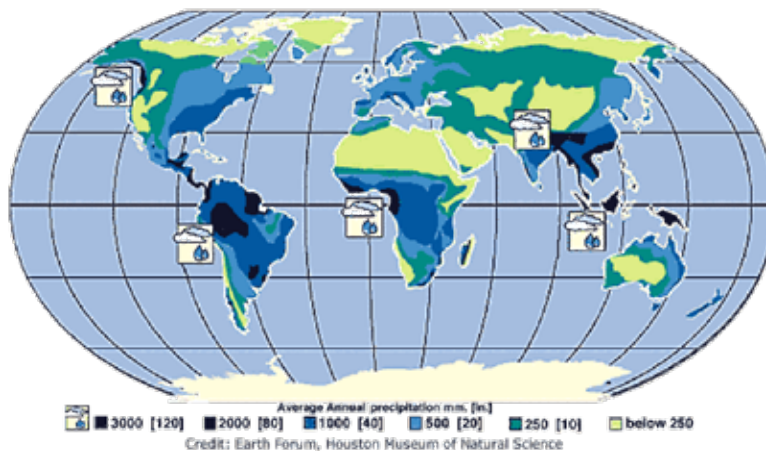 Average Annual precipitation mm. [in.]
3000 [120] 2000 [80] 1000 [40] 500 [20] 250 [10] below 250
Credit: Earth Forum, Houston Museum of Natural Science